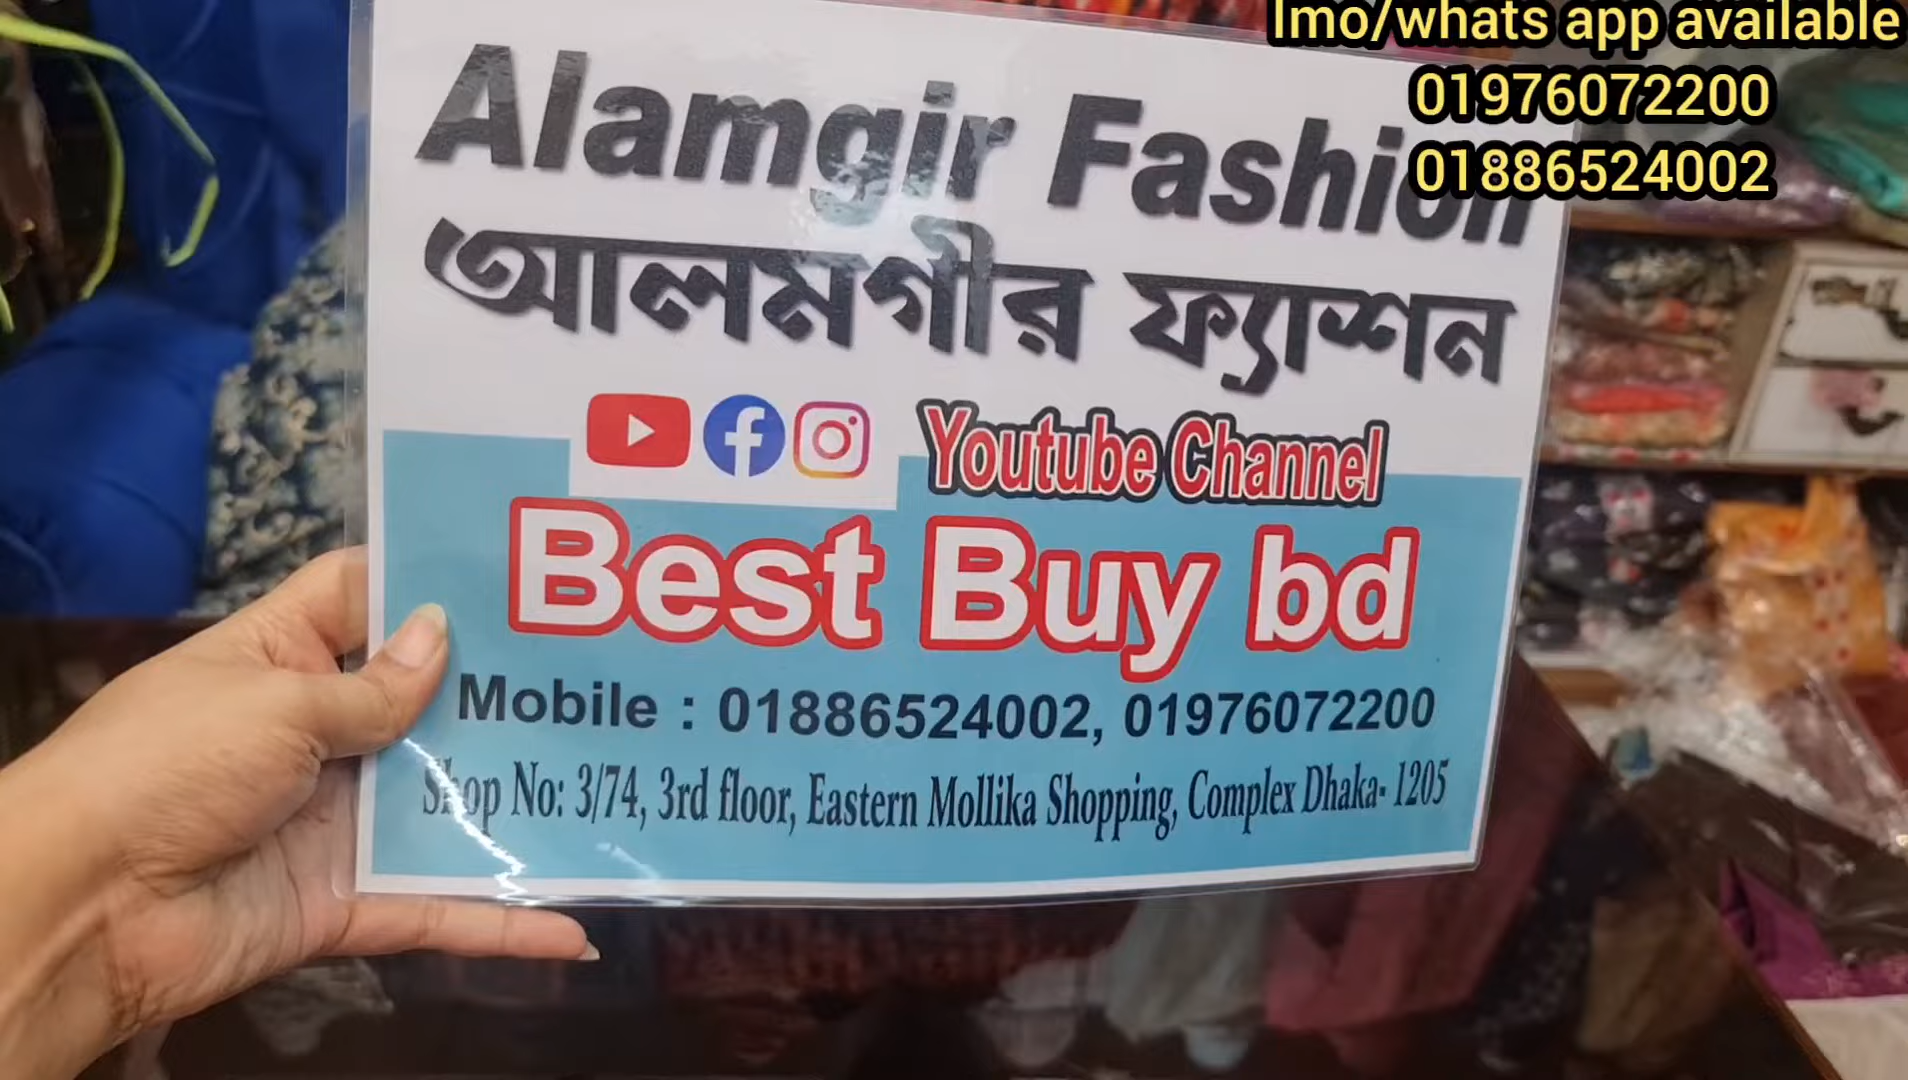 Imo/whats app available
01976072200
01886524002
Alamgir Fashion
আলমগীর ফ্যাশন
Youtube Channel
Best Buy bd
Mobile : 01886524002, 01976072200
Shop No: 3/74, 3rd floor, Eastern Mollika Shopping, Complex Dhaka- 1205